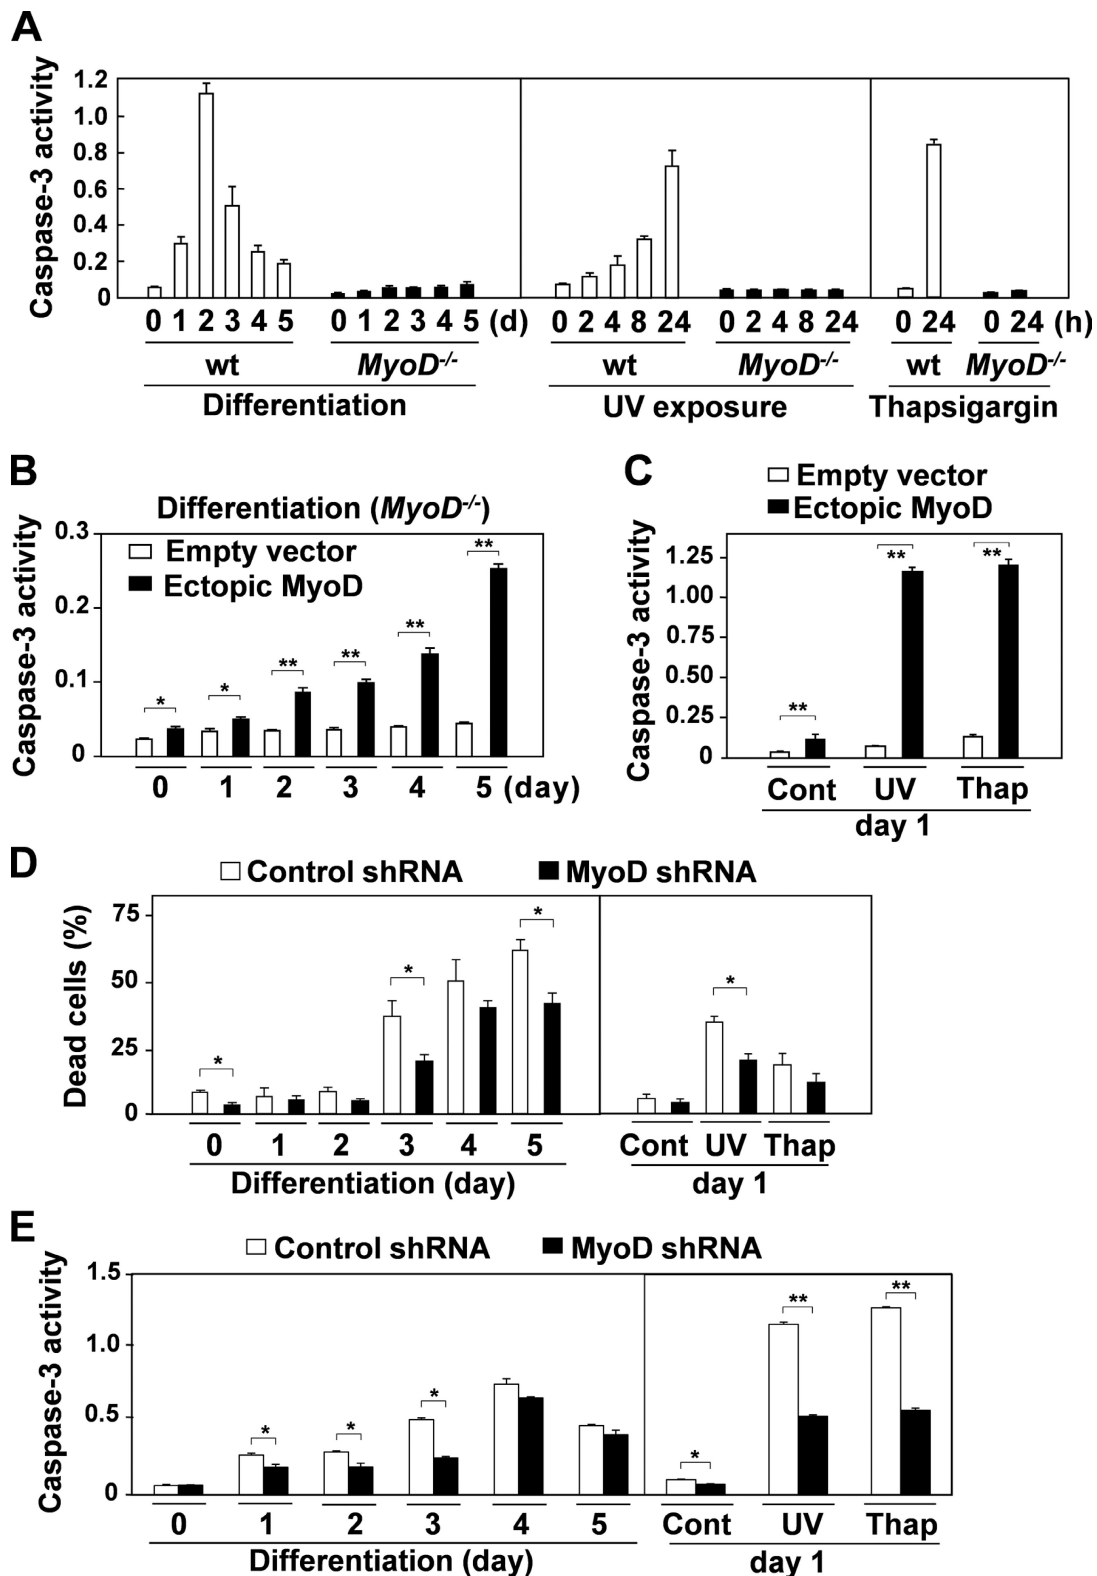 A
Caspase-3 activity
1.2
1.0
0.8
0.6
0.4
0.2
0
0 1 2 3 4 5 0 1 2 3 4 5 (d) 0 2 4 8 24 0 2 4 8 24 0 24 0 24 (h)
wt MyoD-/- wt MyoD-/- wt MyoD-/-
Differentiation UV exposure Thapsigargin
B
Differentiation (MyoD-/-)
Caspase-3 activity
Empty vector
Ectopic MyoD
0.3
0.2
0.1
0
* * ** ** ** **
0 1 2 3 4 5 (day)
C
Empty vector
Ectopic MyoD
Caspase-3 activity
1.25
1.00
0.75
0.50
0.25
0
** ** **
Cont UV Thap
day 1
D
Control shRNA MyoD shRNA
Dead cells (%)
75
50
25
0
* * * *
0 1 2 3 4 5 Cont UV Thap
Differentiation (day) day 1
E
Control shRNA MyoD shRNA
Caspase-3 activity
1.5
1.0
0.5
0
* * * * ** **
0 1 2 3 4 5 Cont UV Thap
Differentiation (day) day 1